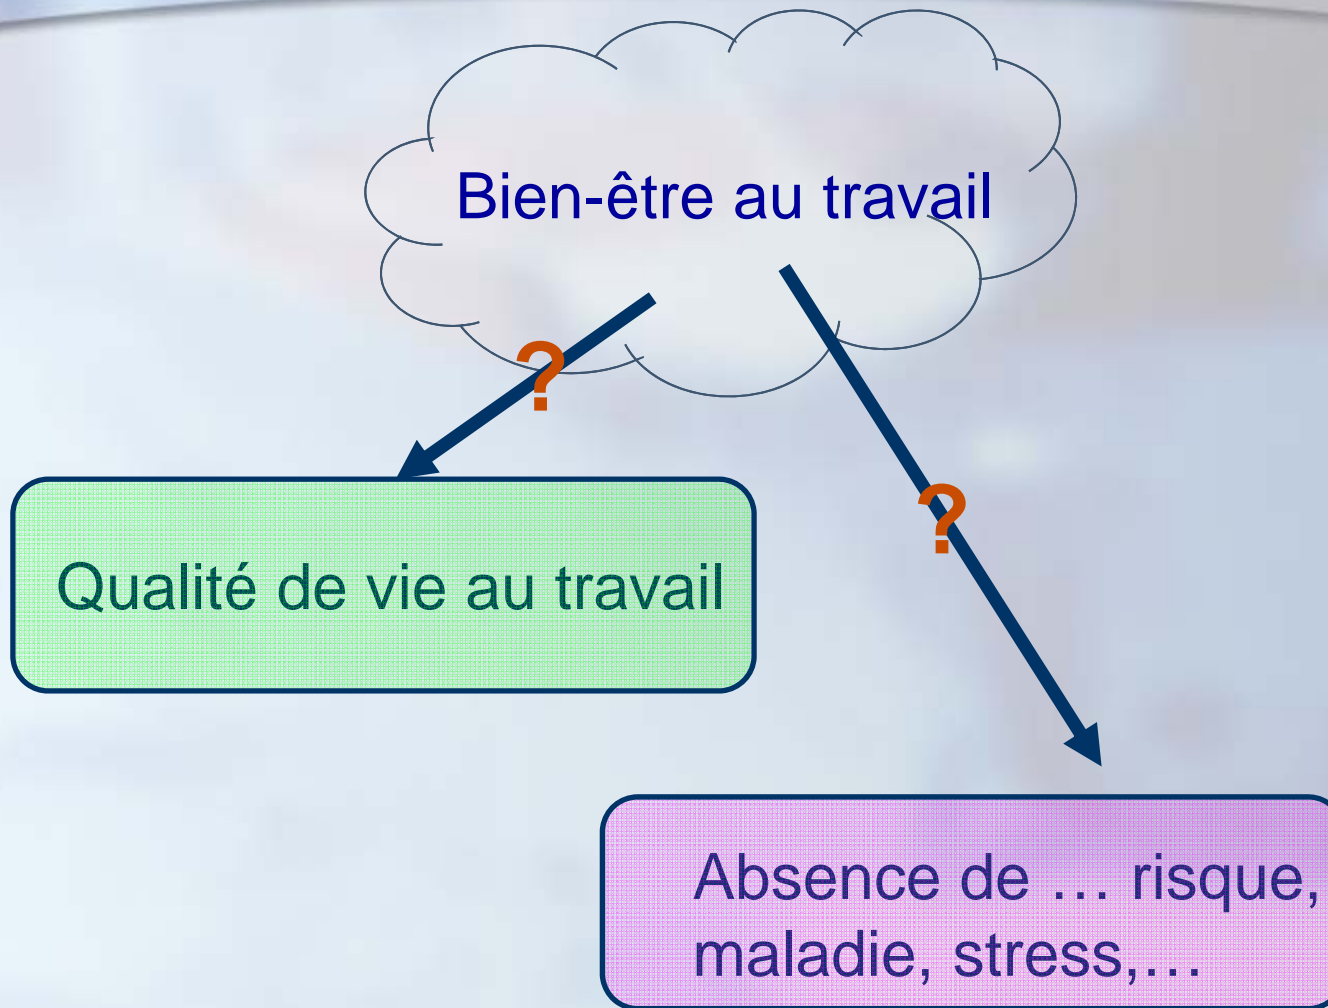 Bien-être au travail
?
?
Qualité de vie au travail
Absence de … risque,
maladie, stress,…